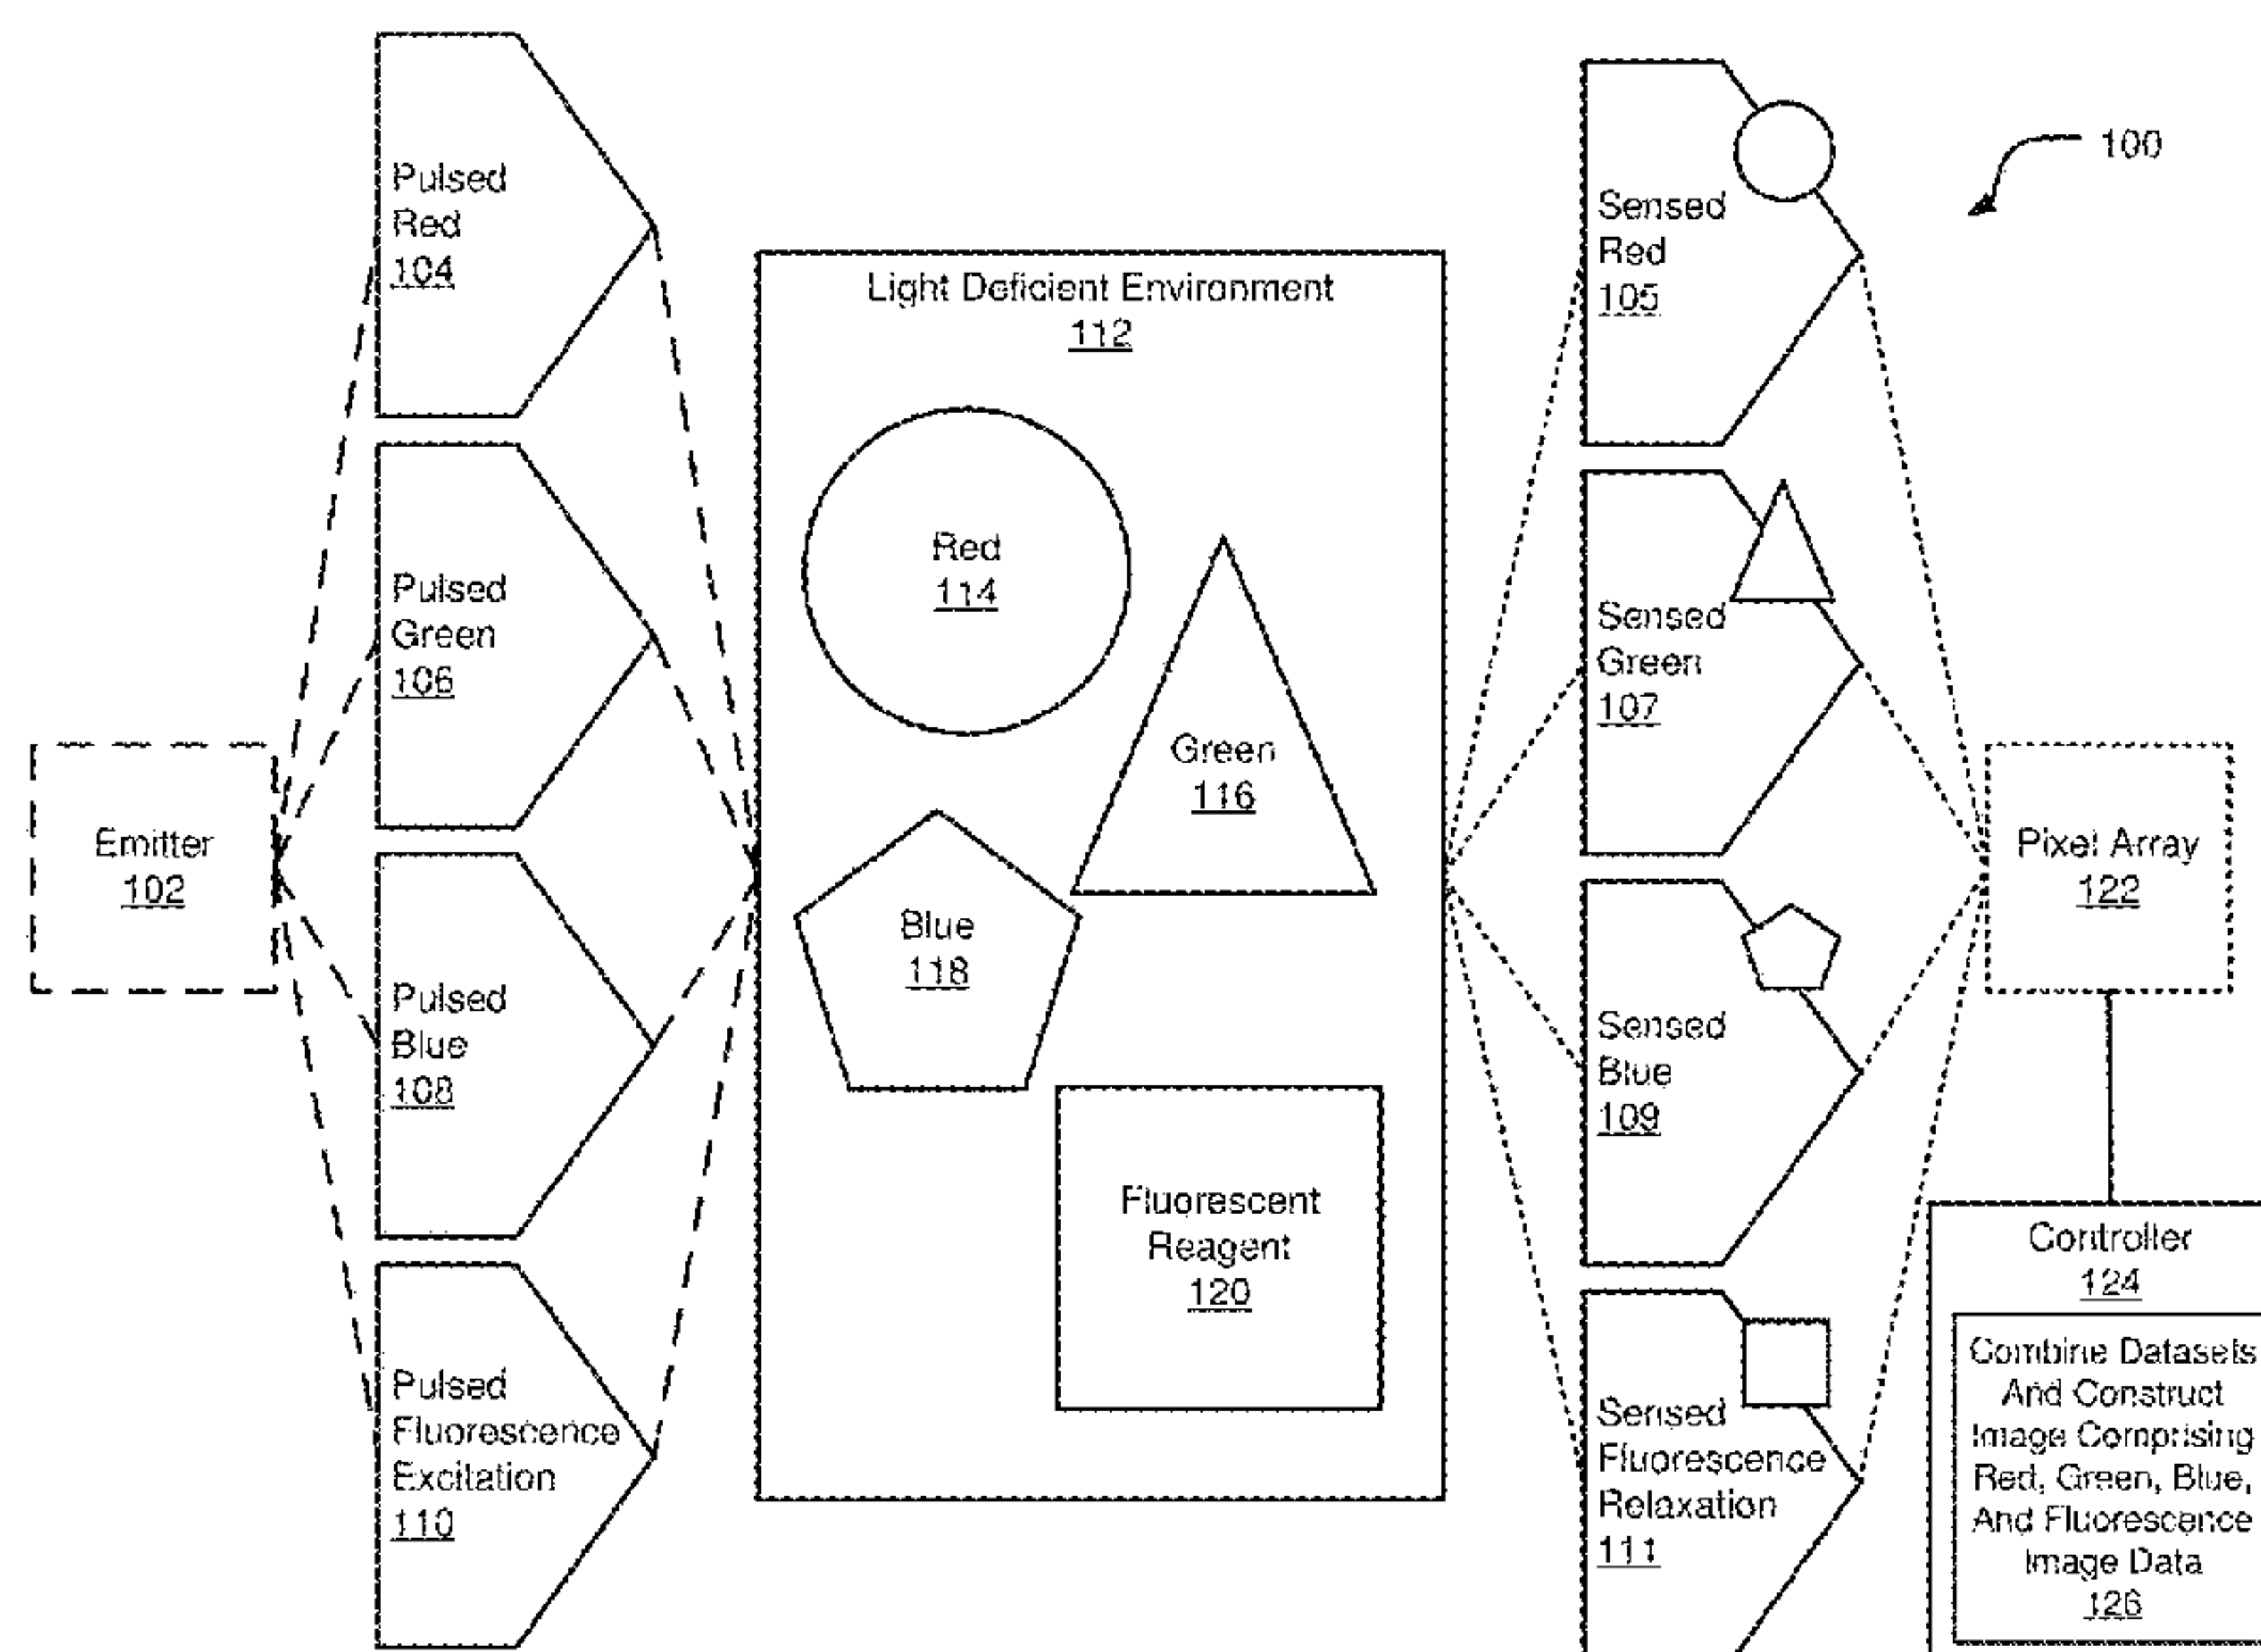 Pulsed
Red
104
Pulsed
Green
106
Pulsed
Blue
108
Pulsed
Fluorescence
Excitation
110
Emitter
102
Light Deficient Environment
112
Red
114
Green
116
Blue
118
Fluorescent
Reagent
120
Sensed
Red
105
Sensed
Green
107
Sensed
Blue
109
Sensed
Fluorescence
Relaxation
111
100
Pixel Array
122
Controller
124
Combine Datasets
And Construct
Image Comprising
Red, Green, Blue,
And Fluorescence
Image Data
126